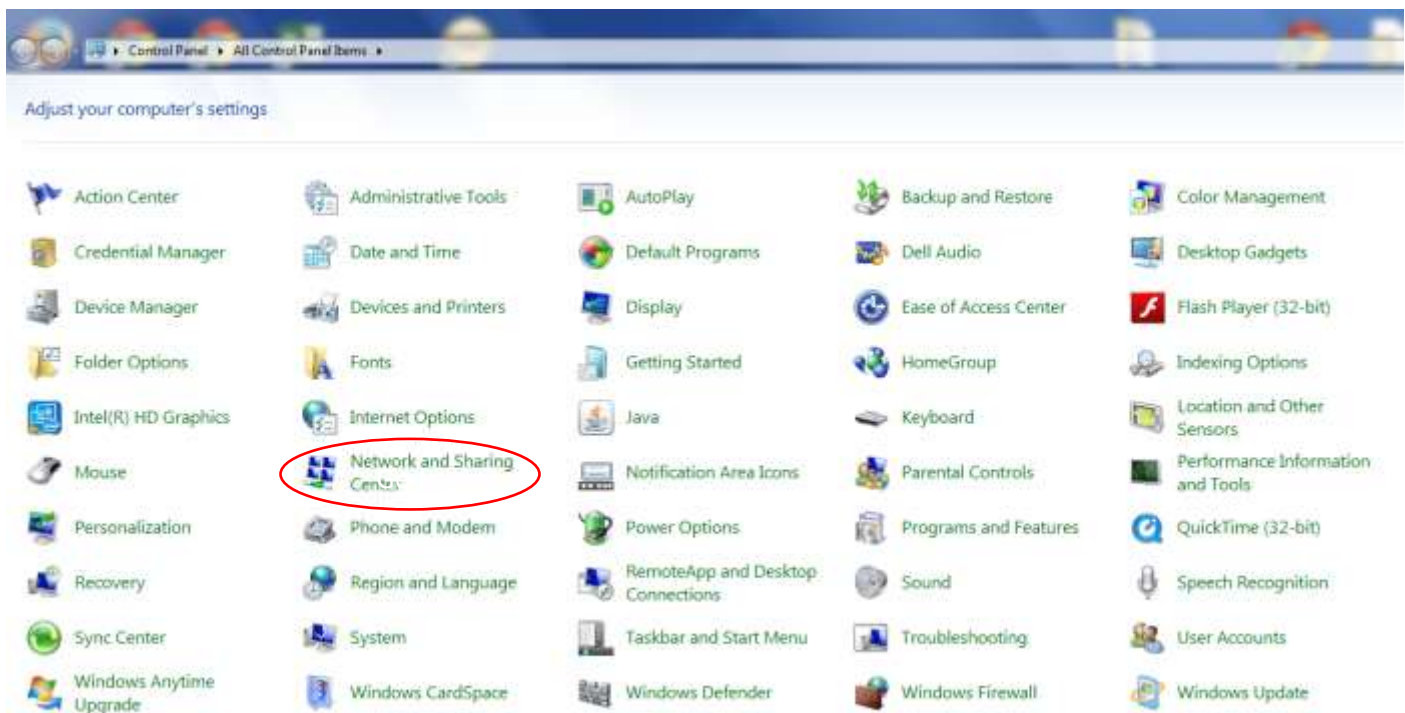 Control Panel All Control Panel Items
Adjust your computer's settings
Action Center
Administrative Tools
AutoPlay
Backup and Restore
Color Management
Credential Manager
Date and Time
Default Programs
Dell Audio
Desktop Gadgets
Device Manager
Devices and Printers
Display
Ease of Access Center
Flash Player (32-bit)
Folder Options
Fonts
Getting Started
HomeGroup
Indexing Options
Intel(R) HD Graphics
Internet Options
Java
Keyboard
Location and Other
Sensors
Mouse
Network and Sharing
Center
Notification Area Icons
Parental Controls
Performance Information
and Tools
Personalization
Phone and Modem
Power Options
Programs and Features
QuickTime (32-bit)
Recovery
Region and Language
RemoteApp and Desktop
Connections
Sound
Speech Recognition
Sync Center
System
Taskbar and Start Menu
Troubleshooting
User Accounts
Windows Anytime
Upgrade
Windows CardSpace
Windows Defender
Windows Firewall
Windows Update